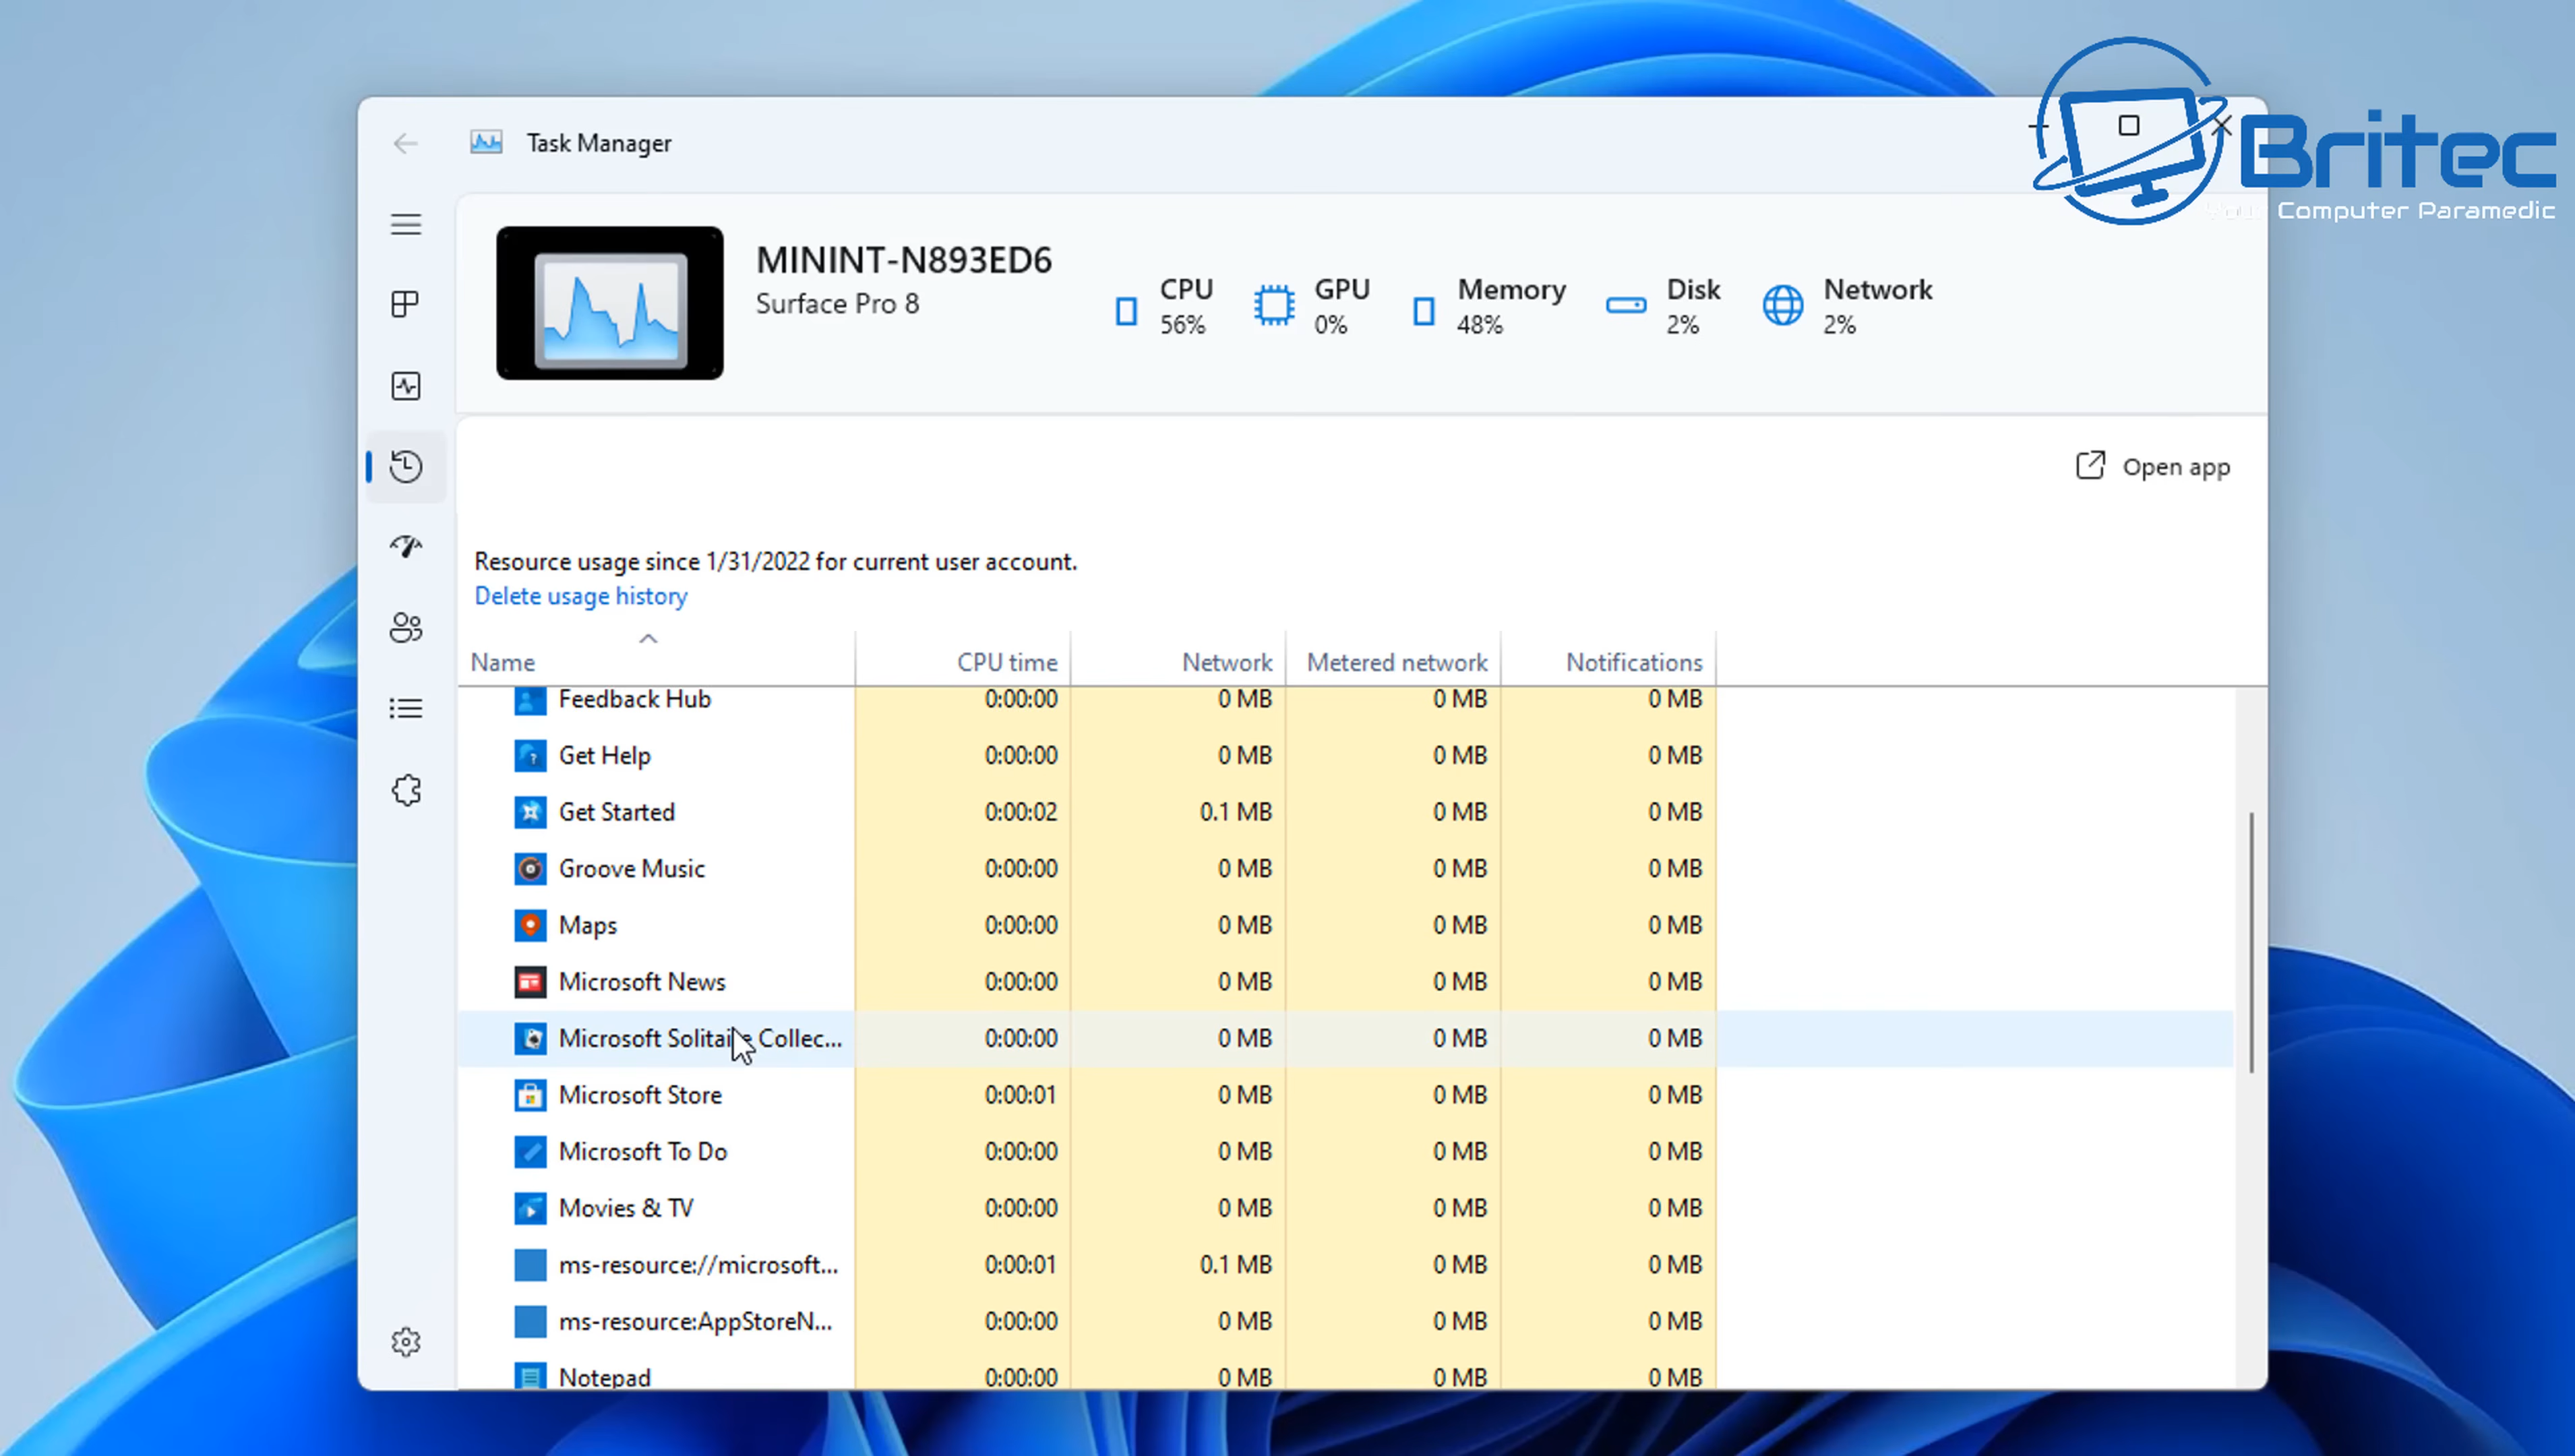 Task Manager
Britec
Your Computer Paramedic
MININT-N893ED6
Surface Pro 8
CPU 56%
GPU 0%
Memory 48%
Disk 2%
Network 2%
Open app
Resource usage since 1/31/2022 for current user account.
Delete usage history
Name CPU time Network Metered network Notifications
Feedback Hub 0:00:00 0 MB 0 MB 0 MB
Get Help 0:00:00 0 MB 0 MB 0 MB
Get Started 0:00:02 0.1 MB 0 MB 0 MB
Groove Music 0:00:00 0 MB 0 MB 0 MB
Maps 0:00:00 0 MB 0 MB 0 MB
Microsoft News 0:00:00 0 MB 0 MB 0 MB
Microsoft Solitaire Collec... 0:00:00 0 MB 0 MB 0 MB
Microsoft Store 0:00:01 0 MB 0 MB 0 MB
Microsoft To Do 0:00:00 0 MB 0 MB 0 MB
Movies & TV 0:00:00 0 MB 0 MB 0 MB
ms-resource://microsoft... 0:00:01 0.1 MB 0 MB 0 MB
ms-resource:AppStoreN... 0:00:00 0 MB 0 MB 0 MB
Notepad 0:00:00 0 MB 0 MB 0 MB